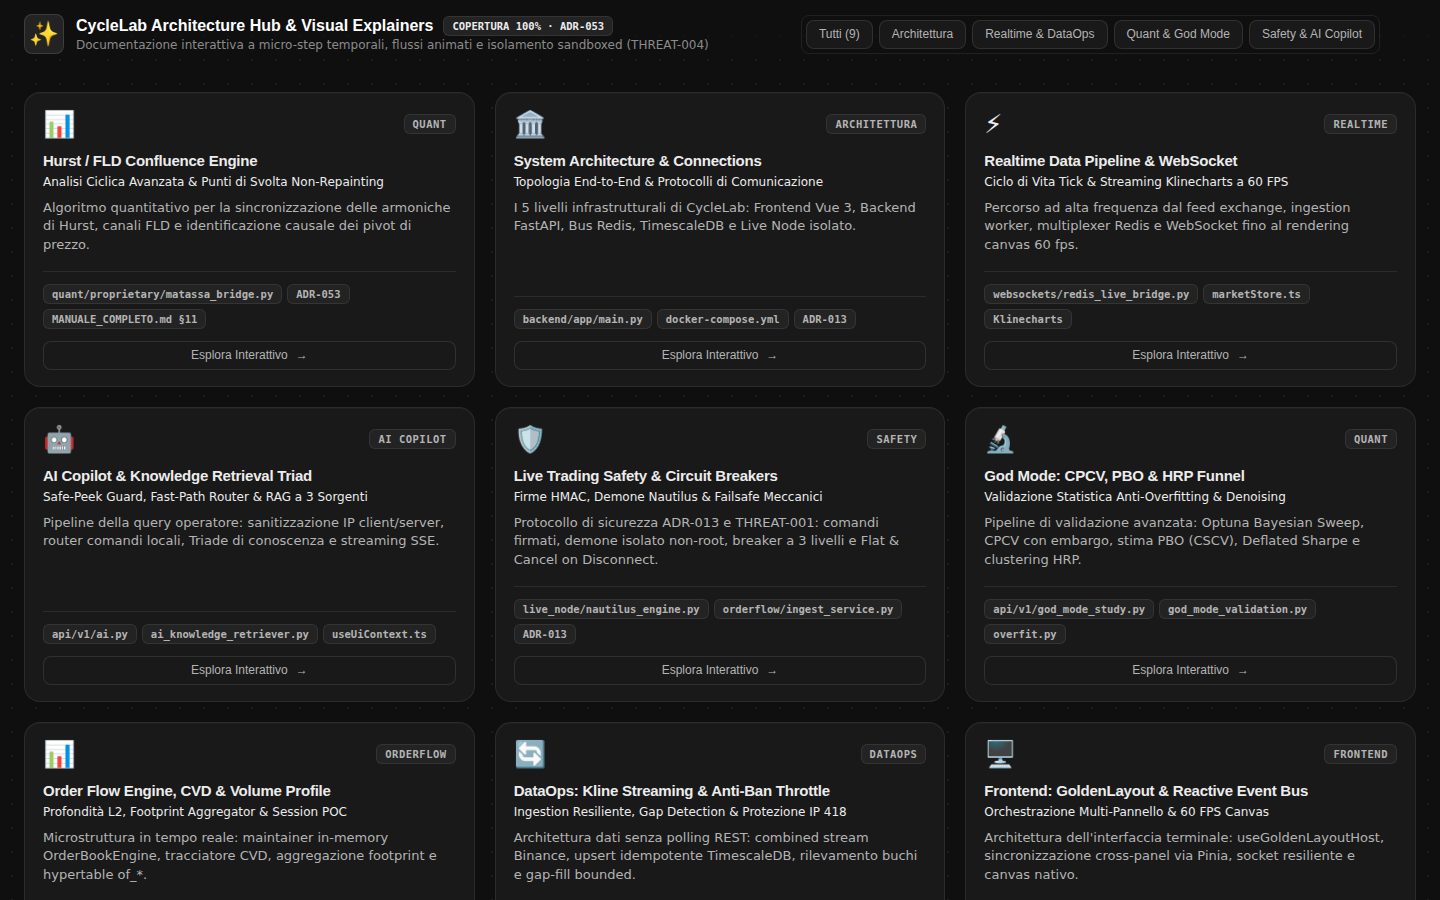 CycleLab Architecture Hub & Visual Explainers
COPERTURA 100% · ADR-053
Documentazione interattiva a micro-step temporali, flussi animati e isolamento sandboxed (THREAT-004)
Tutti (9)
Architettura
Realtime & DataOps
Quant & God Mode
Safety & AI Copilot
QUANT
Hurst / FLD Confluence Engine
Analisi Ciclica Avanzata & Punti di Svolta Non-Repainting
Algoritmo quantitativo per la sincronizzazione delle armoniche
di Hurst, canali FLD e identificazione causale dei pivot di
prezzo.
quant/proprietary/matassa_bridge.py
ADR-053
MANUALE_COMPLETO.md §11
Esplora Interattivo →
ARCHITETTURA
System Architecture & Connections
Topologia End-to-End & Protocolli di Comunicazione
I 5 livelli infrastrutturali di CycleLab: Frontend Vue 3, Backend
FastAPI, Bus Redis, TimescaleDB e Live Node isolato.
backend/app/main.py
docker-compose.yml
ADR-013
Esplora Interattivo →
REALTIME
Realtime Data Pipeline & WebSocket
Ciclo di Vita Tick & Streaming Klinecharts a 60 FPS
Percorso ad alta frequenza dal feed exchange, ingestion
worker, multiplexer Redis e WebSocket fino al rendering
canvas 60 fps.
websockets/redis_live_bridge.py
marketStore.ts
Klinecharts
Esplora Interattivo →
AI COPILOT
AI Copilot & Knowledge Retrieval Triad
Safe-Peek Guard, Fast-Path Router & RAG a 3 Sorgenti
Pipeline della query operatore: sanitizzazione IP client/server,
router comandi locali, Triade di conoscenza e streaming SSE.
api/v1/ai.py
ai_knowledge_retriever.py
useUiContext.ts
Esplora Interattivo →
SAFETY
Live Trading Safety & Circuit Breakers
Firme HMAC, Demone Nautilus & Failsafe Meccanici
Protocollo di sicurezza ADR-013 e THREAT-001: comandi
firmati, demone isolato non-root, breaker a 3 livelli e Flat &
Cancel on Disconnect.
live_node/nautilus_engine.py
orderflow/ingest_service.py
ADR-013
Esplora Interattivo →
QUANT
God Mode: CPCV, PBO & HRP Funnel
Validazione Statistica Anti-Overfitting & Denoising
Pipeline di validazione avanzata: Optuna Bayesian Sweep,
CPCV con embargo, stima PBO (CSCV), Deflated Sharpe e
clustering HRP.
api/v1/god_mode_study.py
god_mode_validation.py
overfit.py
Esplora Interattivo →
ORDERFLOW
Order Flow Engine, CVD & Volume Profile
Profondità L2, Footprint Aggregator & Session POC
Microstruttura in tempo reale: maintainer in-memory
OrderBookEngine, tracciatore CVD, aggregazione footprint e
hypertable of_*.
DATAOPS
DataOps: Kline Streaming & Anti-Ban Throttle
Ingestion Resiliente, Gap Detection & Protezione IP 418
Architettura dati senza polling REST: combined stream
Binance, upsert idempotente TimescaleDB, rilevamento buchi
e gap-fill bounded.
FRONTEND
Frontend: GoldenLayout & Reactive Event Bus
Orchestrazione Multi-Pannello & 60 FPS Canvas
Architettura dell'interfaccia terminale: useGoldenLayoutHost,
sincronizzazione cross-panel via Pinia, socket resiliente e
canvas nativo.